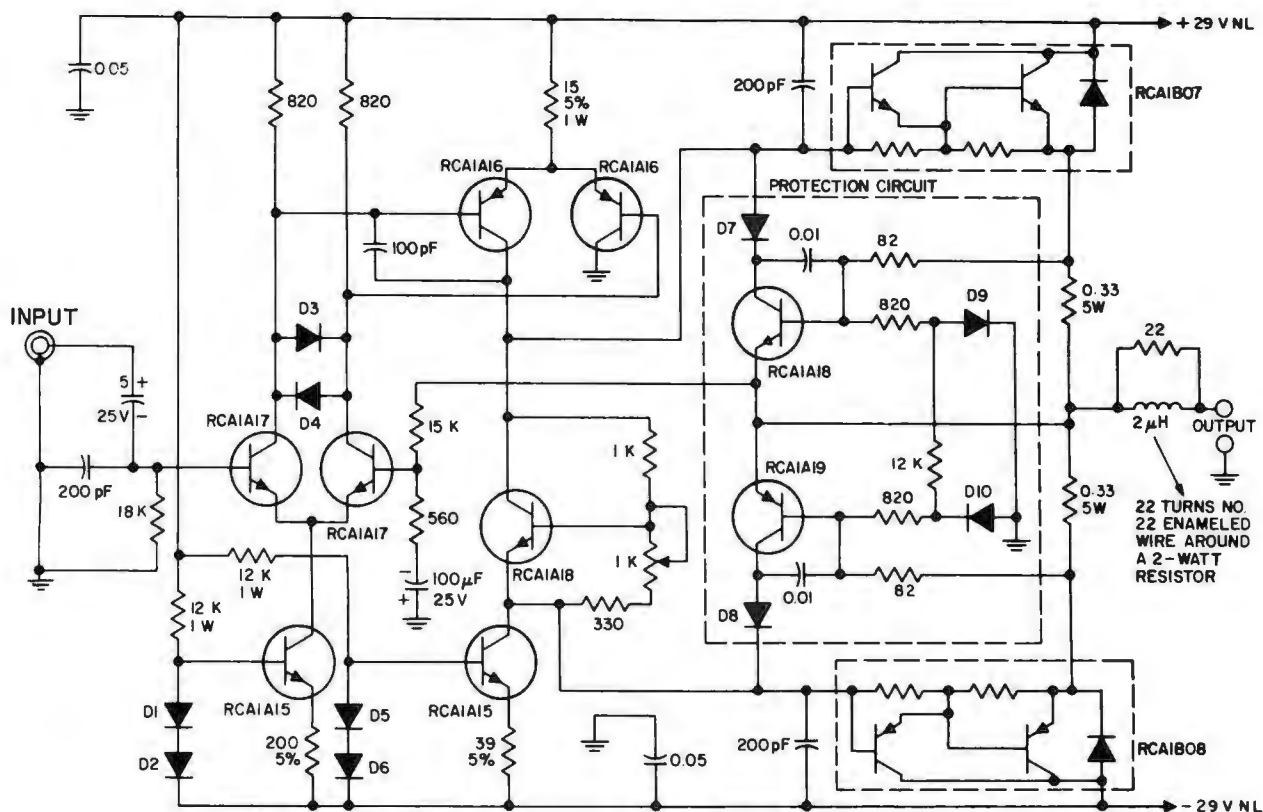 + 29 V NL
0.05
820
820
15
5%
1 W
200 pF
RCA1B07
RCA1A16
RCA1A16
PROTECTION CIRCUIT
100 pF
D7
0.01
82
INPUT
D3
820
D9
0.33
5W
22
5 +
25V -
D4
RCA1A18
15 K
1 K
2 μH
OUTPUT
RCA1A17
200 pF
RCA1A19
12 K
18K
RCA1A17
560
820
D10
0.33
5W
22 TURNS NO.
22 ENAMELED
WIRE AROUND
A 2-WATT
RESISTOR
12 K
1 W
-
+
100 μF
25V
RCA1A18
1 K
0.01
82
12 K
1 W
330
D8
D1
RCA1A15
D5
RCA1A15
D2
200
5%
D6
39
5%
0.05
200 pF
RCA1B08
- 29 V NL